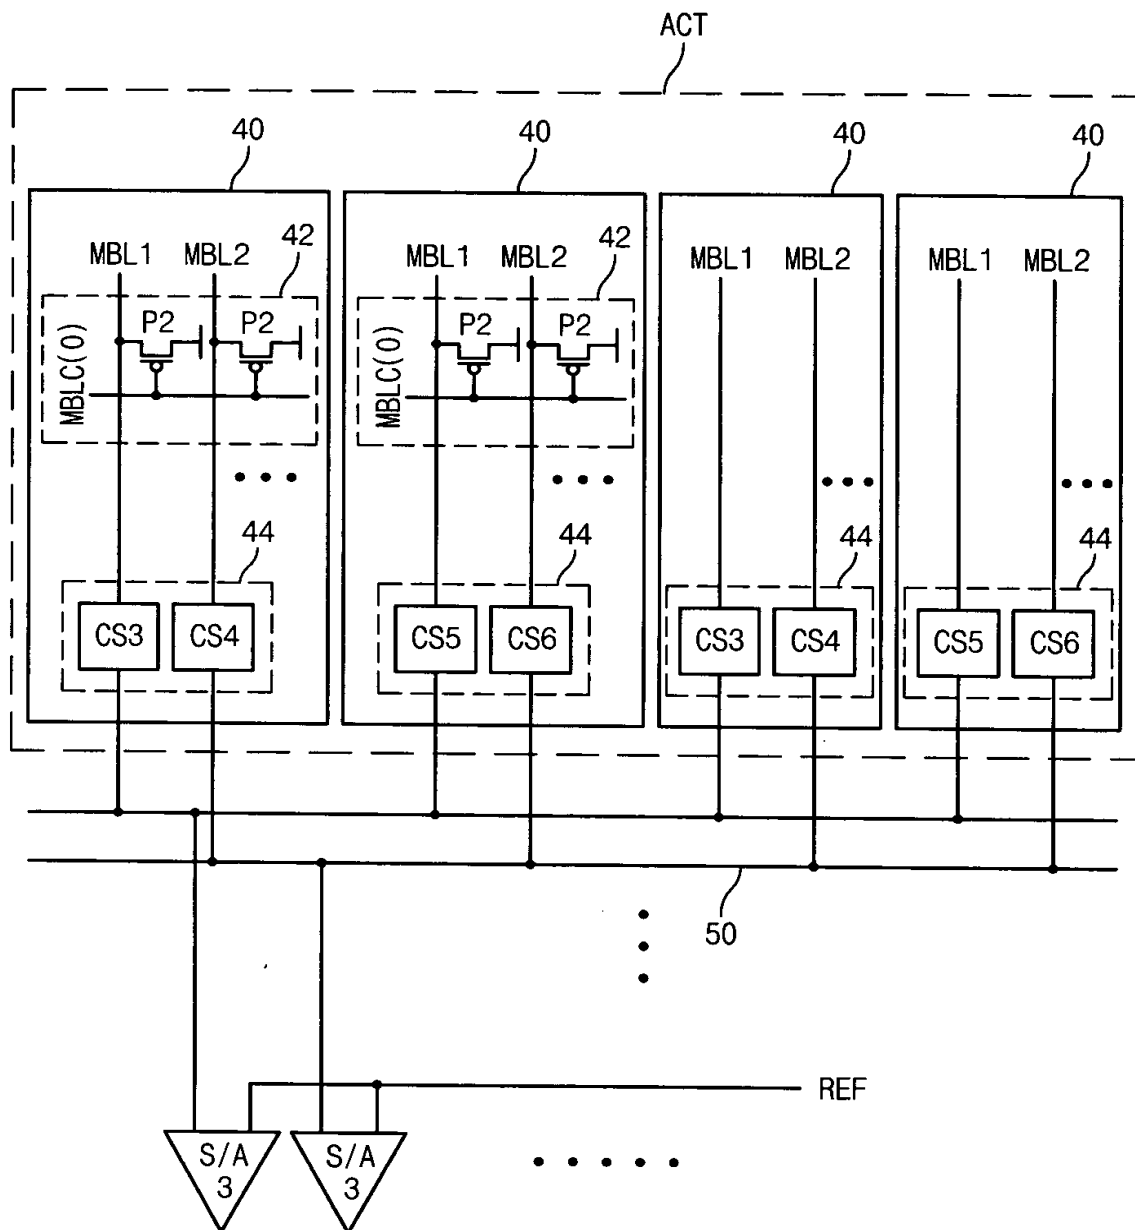 ACT
40 40 40 40
MBL1 MBL2 42 MBL1 MBL2 42 MBL1 MBL2 MBL1 MBL2
MBLC(0) P2 P2 MBLC(0) P2 P2
44 44 44 44
CS3 CS4 CS5 CS6 CS3 CS4 CS5 CS6
50
REF
S/A S/A
3 3